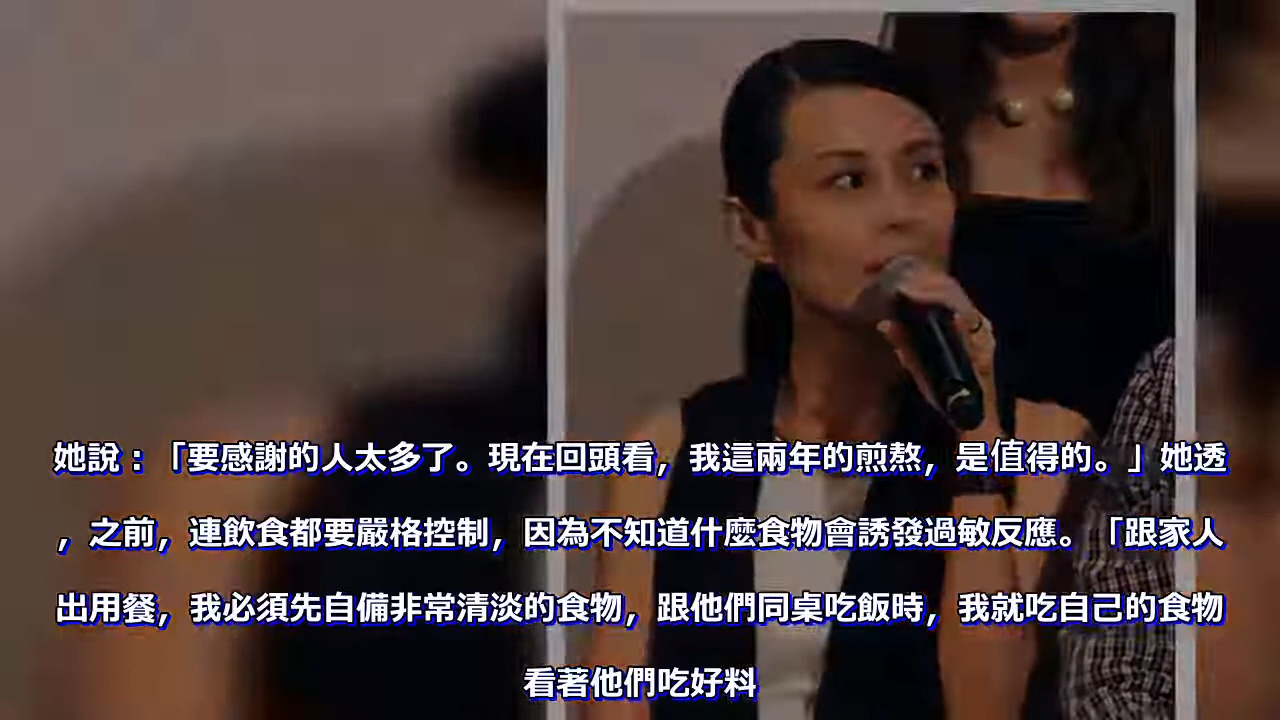 她說：「要感謝的人太多了。現在回頭看，我這兩年的煎熬，是值得的。」她透
，之前，連飲食都要嚴格控制，因為不知道什麼食物會誘發過敏反應。「跟家人
出用餐，我必須先自備非常清淡的食物，跟他們同桌吃飯時，我就吃自己的食物
看著他們吃好料